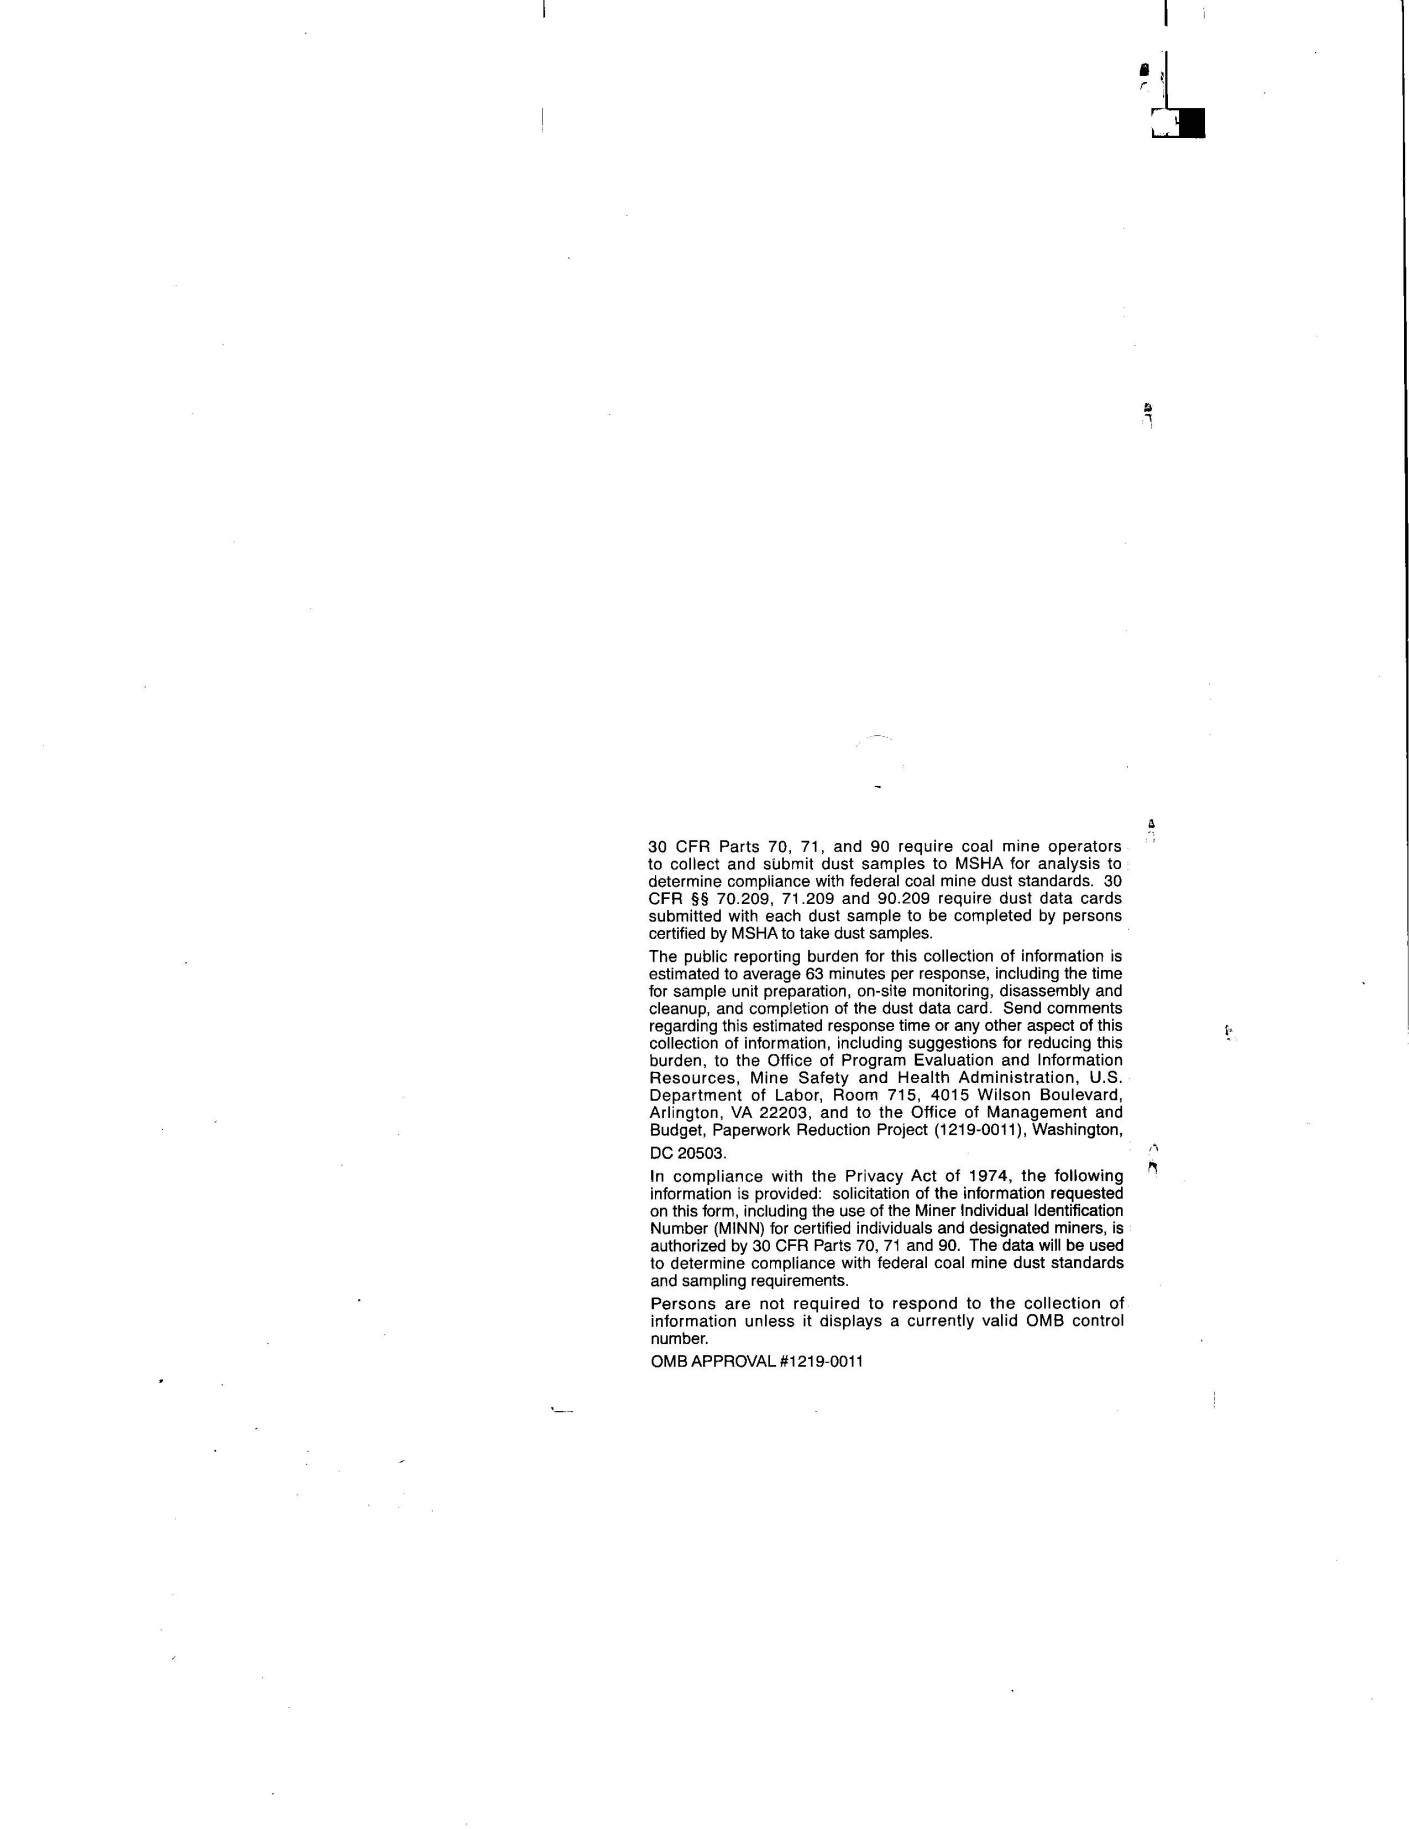 30 CFR Parts 70, 71, and 90 require coal mine operators
to collect and submit dust samples to MSHA for analysis to
determine compliance with federal coal mine dust standards. 30
CFR §§ 70.209, 71.209 and 90.209 require dust data cards
submitted with each dust sample to be completed by persons
certified by MSHA to take dust samples.
The public reporting burden for this collection of information is
estimated to average 63 minutes per response, including the time
for sample unit preparation, on-site monitoring, disassembly and
cleanup, and completion of the dust data card. Send comments
regarding this estimated response time or any other aspect of this
collection of information, including suggestions for reducing this
burden, to the Office of Program Evaluation and Information
Resources, Mine Safety and Health Administration, U.S.
Department of Labor, Room 715, 4015 Wilson Boulevard,
Arlington, VA 22203, and to the Office of Management and
Budget, Paperwork Reduction Project (1219-0011), Washington,
DC 20503.
In compliance with the Privacy Act of 1974, the following
information is provided: solicitation of the information requested
on this form, including the use of the Miner Individual Identification
Number (MINN) for certified individuals and designated miners, is
authorized by 30 CFR Parts 70, 71 and 90. The data will be used
to determine compliance with federal coal mine dust standards
and sampling requirements.
Persons are not required to respond to the collection of
information unless it displays a currently valid OMB control
number.
OMB APPROVAL #1219-0011